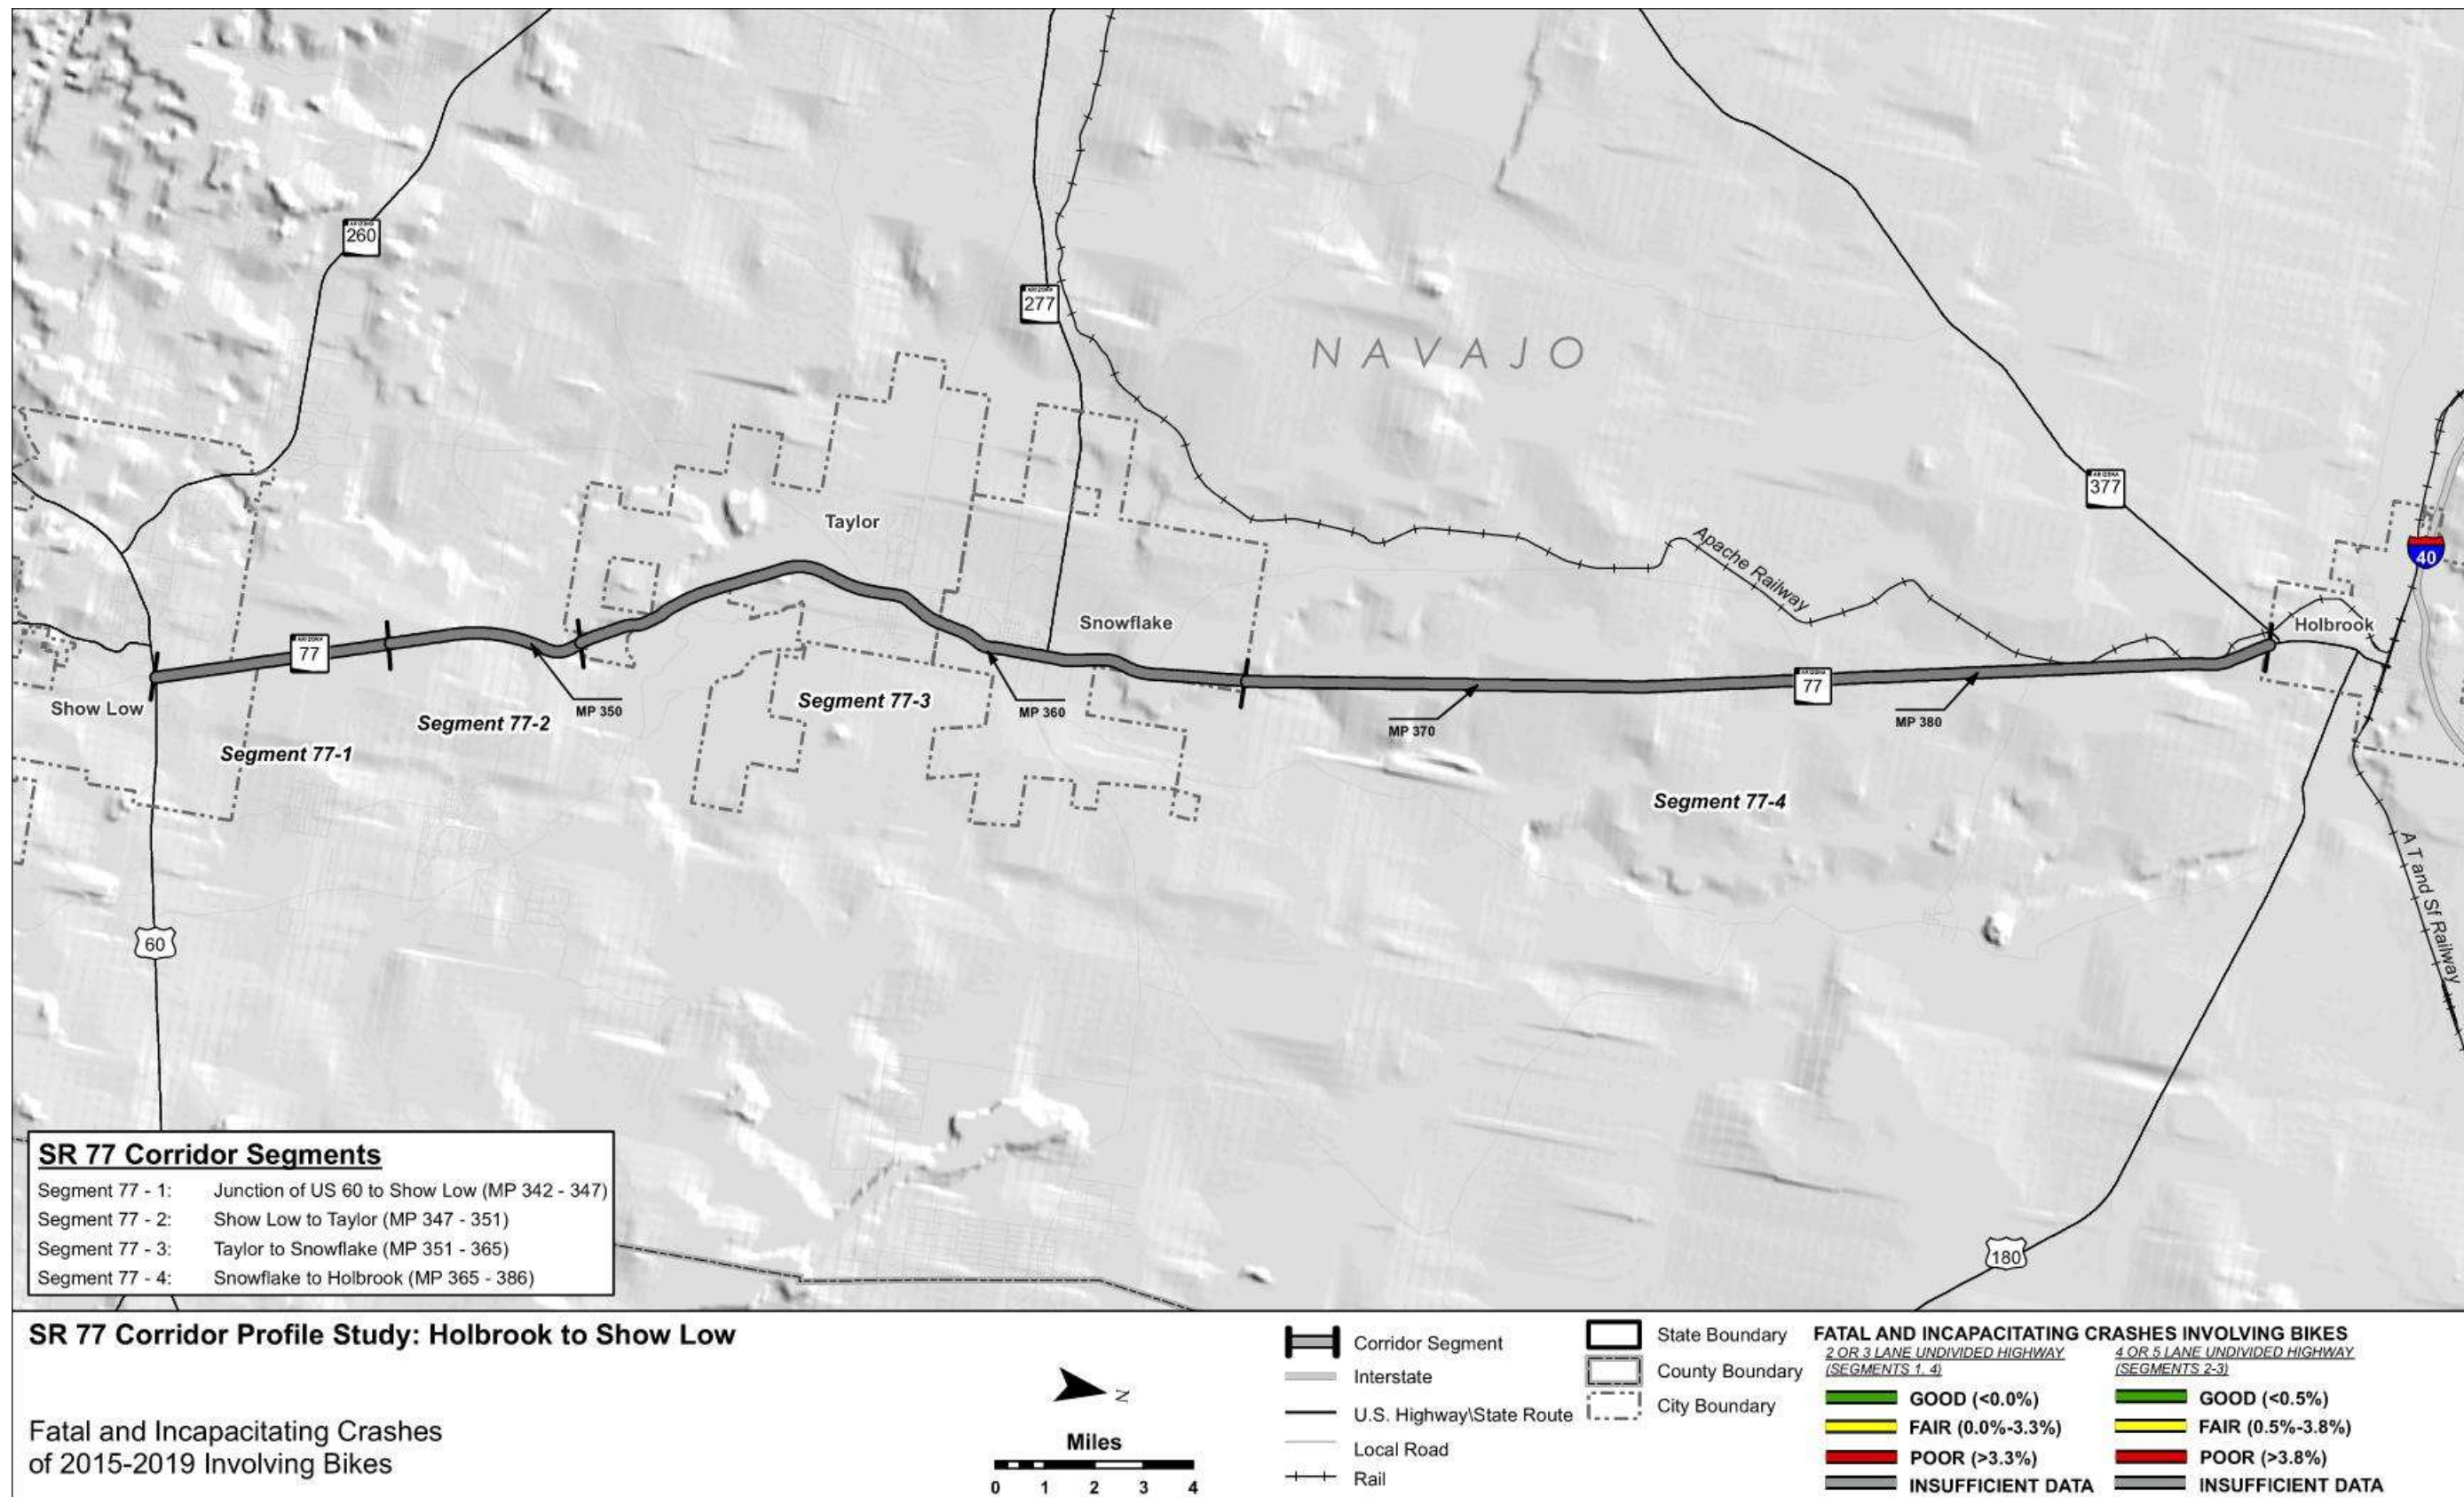 ARIZONA
260
ARIZONA
277
NAVAJO
ARIZONA
377
Taylor
Apache Railway
40
Snowflake
Holbrook
ARIZONA
77
Show Low
Segment 77-1
Segment 77-2
MP 350
Segment 77-3
MP 360
MP 370
ARIZONA
77
MP 380
Segment 77-4
A T and Sf Railway
60
180
SR 77 Corridor Segments
Segment 77 - 1: Junction of US 60 to Show Low (MP 342 - 347)
Segment 77 - 2: Show Low to Taylor (MP 347 - 351)
Segment 77 - 3: Taylor to Snowflake (MP 351 - 365)
Segment 77 - 4: Snowflake to Holbrook (MP 365 - 386)
SR 77 Corridor Profile Study: Holbrook to Show Low
Fatal and Incapacitating Crashes
of 2015-2019 Involving Bikes
N
Miles
0 1 2 3 4
Corridor Segment
Interstate
U.S. Highway\State Route
Local Road
Rail
State Boundary
County Boundary
City Boundary
FATAL AND INCAPACITATING CRASHES INVOLVING BIKES
2 OR 3 LANE UNDIVIDED HIGHWAY
(SEGMENTS 1, 4)
GOOD (<0.0%)
FAIR (0.0%-3.3%)
POOR (>3.3%)
INSUFFICIENT DATA
4 OR 5 LANE UNDIVIDED HIGHWAY
(SEGMENTS 2-3)
GOOD (<0.5%)
FAIR (0.5%-3.8%)
POOR (>3.8%)
INSUFFICIENT DATA